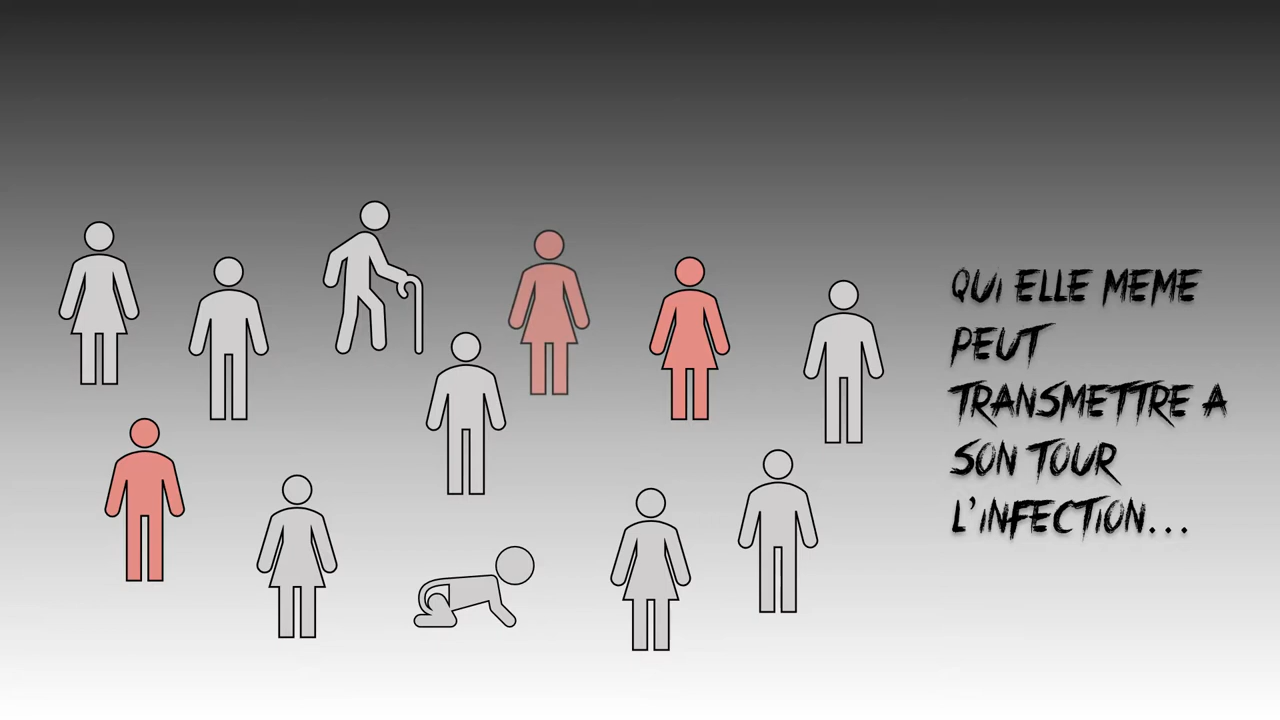 QUI ELLE MEME
PEUT
TRANSMETTRE A
SON TOUR
L'INFECTION...